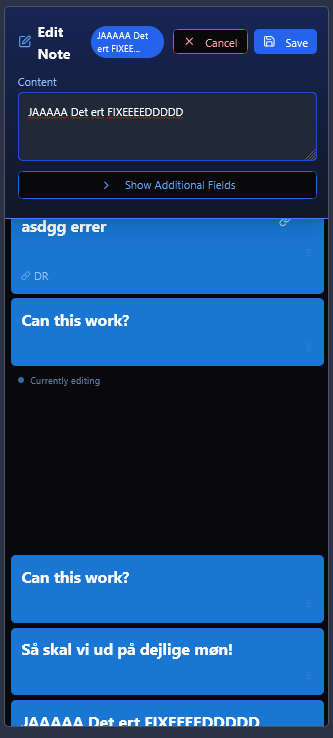 Edit
Note
JAAAAA Det
ert FIXEE...
Cancel
Save
Content
JAAAAA Det ert FIXEEEEDDDDD
Show Additional Fields
asdgg errer
DR
Can this work?
Currently editing
Can this work?
Så skal vi ud på dejlige møn!
JAAAAA Det ert FIXEEEEDDDDD